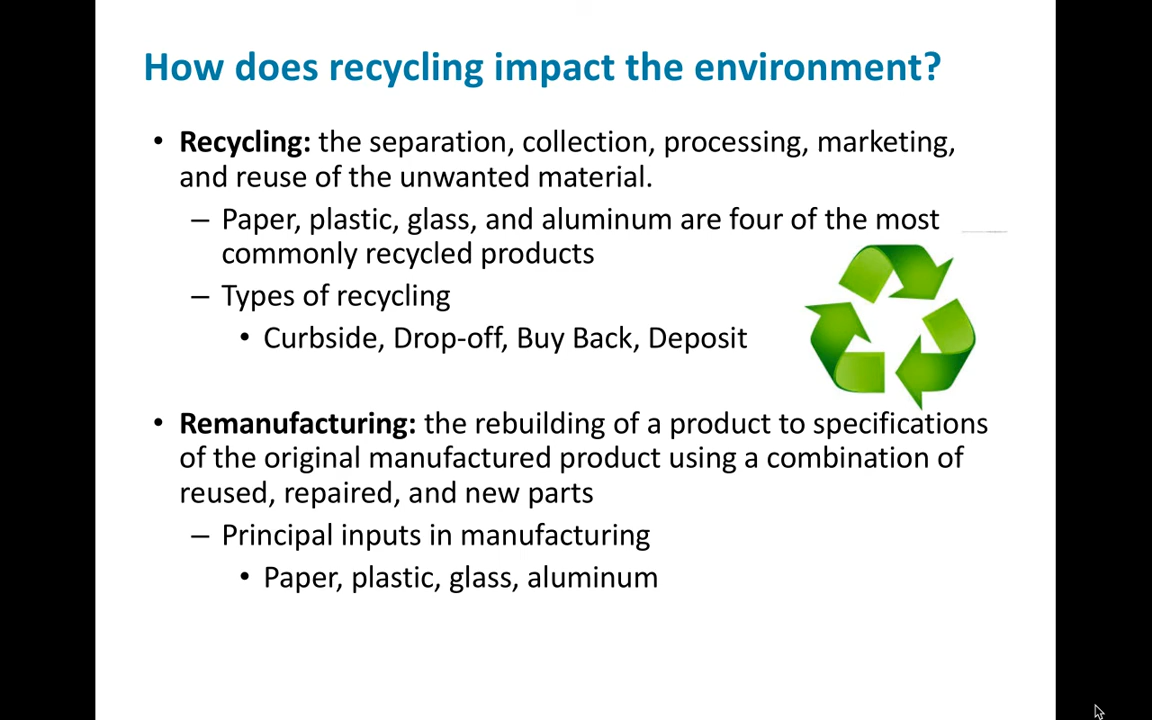 How does recycling impact the environment?
• Recycling: the separation, collection, processing, marketing,
and reuse of the unwanted material.
– Paper, plastic, glass, and aluminum are four of the most
commonly recycled products
– Types of recycling
• Curbside, Drop-off, Buy Back, Deposit
• Remanufacturing: the rebuilding of a product to specifications
of the original manufactured product using a combination of
reused, repaired, and new parts
– Principal inputs in manufacturing
• Paper, plastic, glass, aluminum